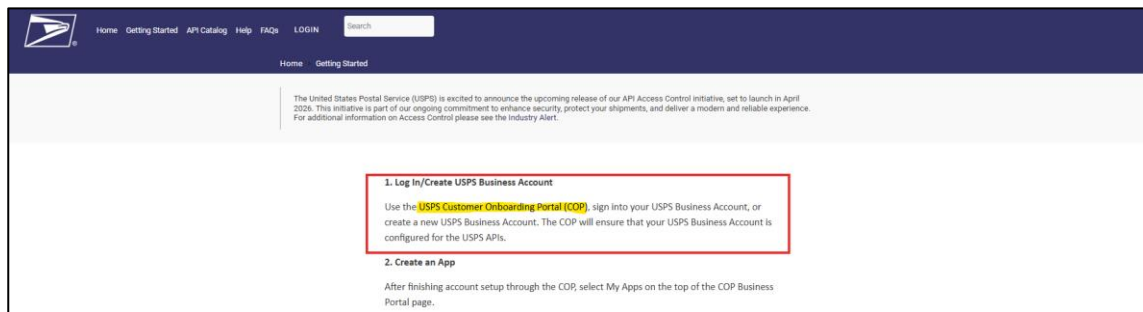 Home Getting Started API Catalog Help FAQs LOGIN Search
Home Getting Started
The United States Postal Service (USPS) is excited to announce the upcoming release of our API Access Control initiative, set to launch in April
2026. This initiative is part of our ongoing commitment to enhance security, protect your shipments, and deliver a modern and reliable experience.
For additional information on Access Control please see the Industry Alert.
1. Log In/Create USPS Business Account
Use the USPS Customer Onboarding Portal (COP), sign into your USPS Business Account, or
create a new USPS Business Account. The COP will ensure that your USPS Business Account is
configured for the USPS APIs.
2. Create an App
After finishing account setup through the COP, select My Apps on the top of the COP Business
Portal page.